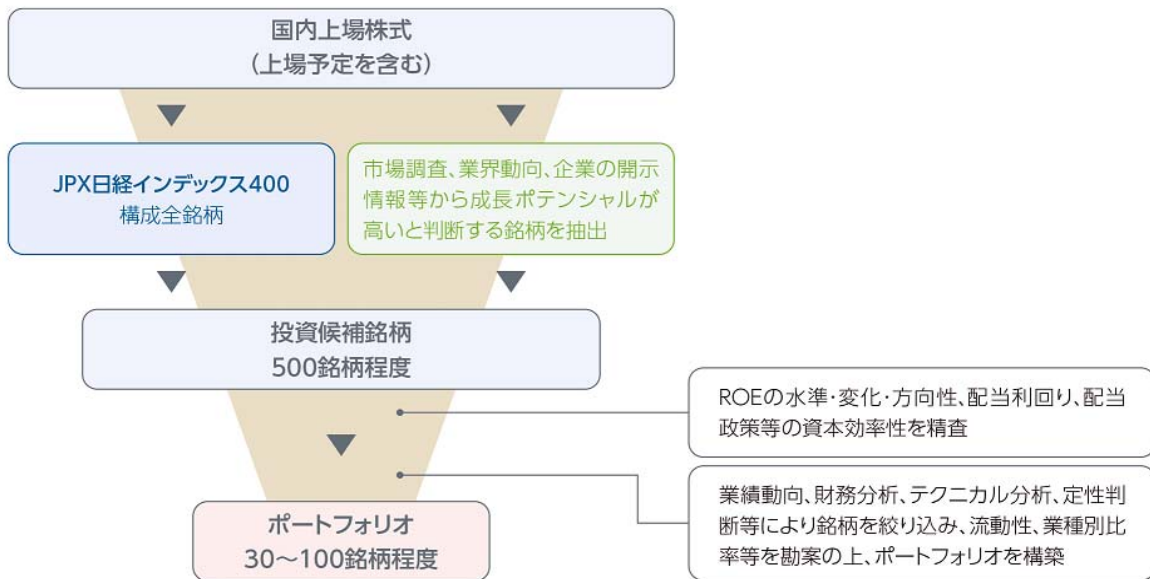 国内上場株式
(上場予定を含む)
JPX日経インデックス400
構成全銘柄
市場調査、業界動向、企業の開示
情報等から成長ポテンシャルが
高いと判断する銘柄を抽出
投資候補銘柄
500銘柄程度
ROEの水準・変化・方向性、配当利回り、配当
政策等の資本効率性を精査
ポートフォリオ
30～100銘柄程度
業績動向、財務分析、テクニカル分析、定性判
断等により銘柄を絞り込み、流動性、業種別比
率等を勘案の上、ポートフォリオを構築